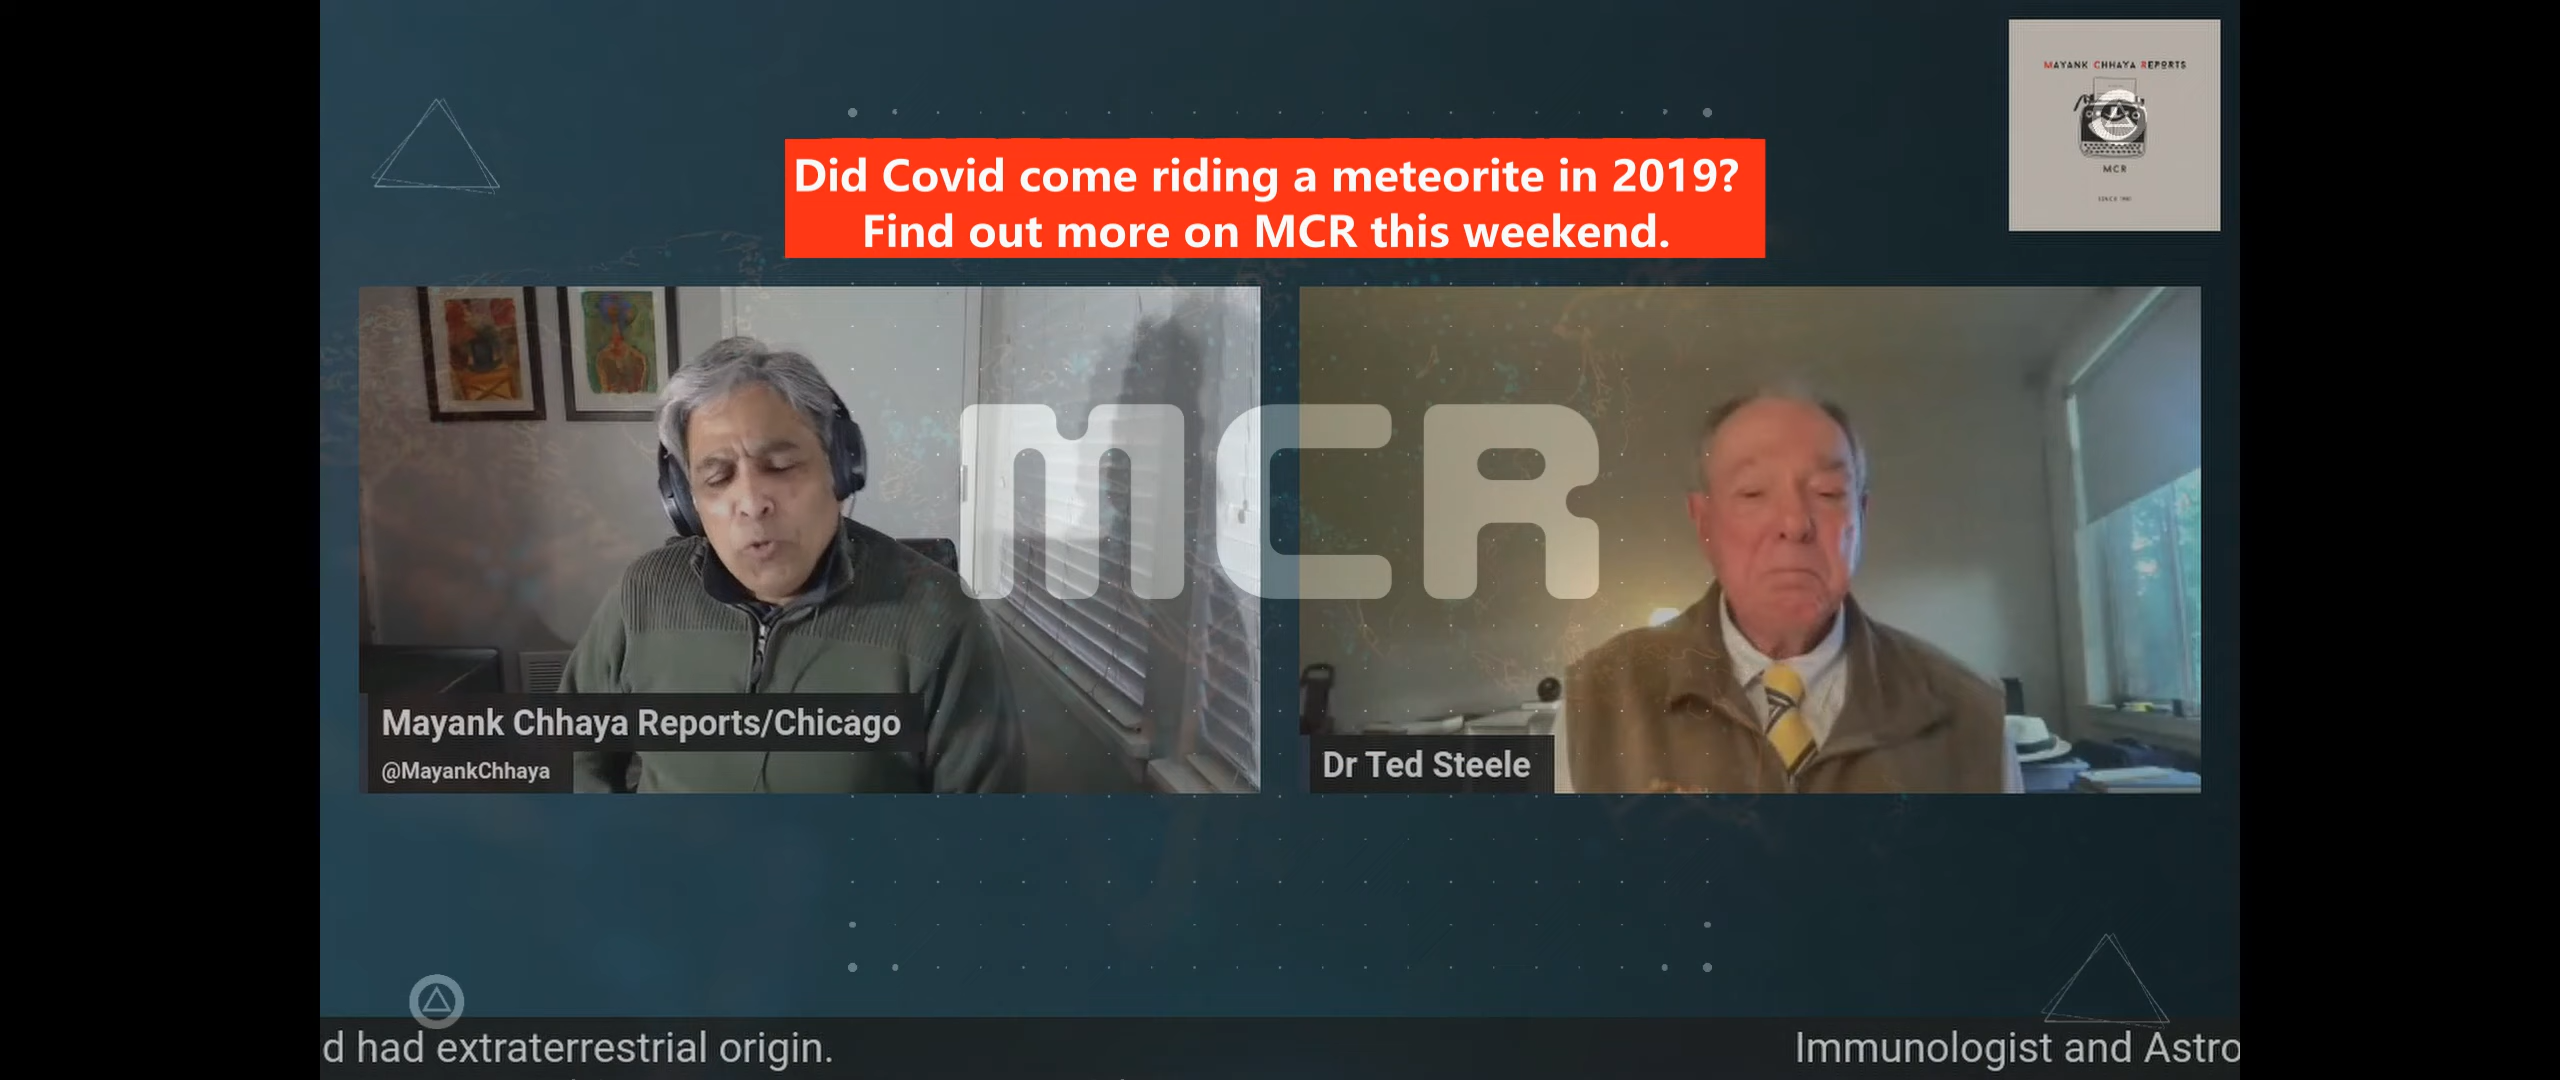 MAYANK CHHAYA REPORTS
MCR
Did Covid come riding a meteorite in 2019?
Find out more on MCR this weekend.
MCR
Mayank Chhaya Reports/Chicago
@MayankChhaya
Dr Ted Steele
d had extraterrestrial origin.
Immunologist and Astro